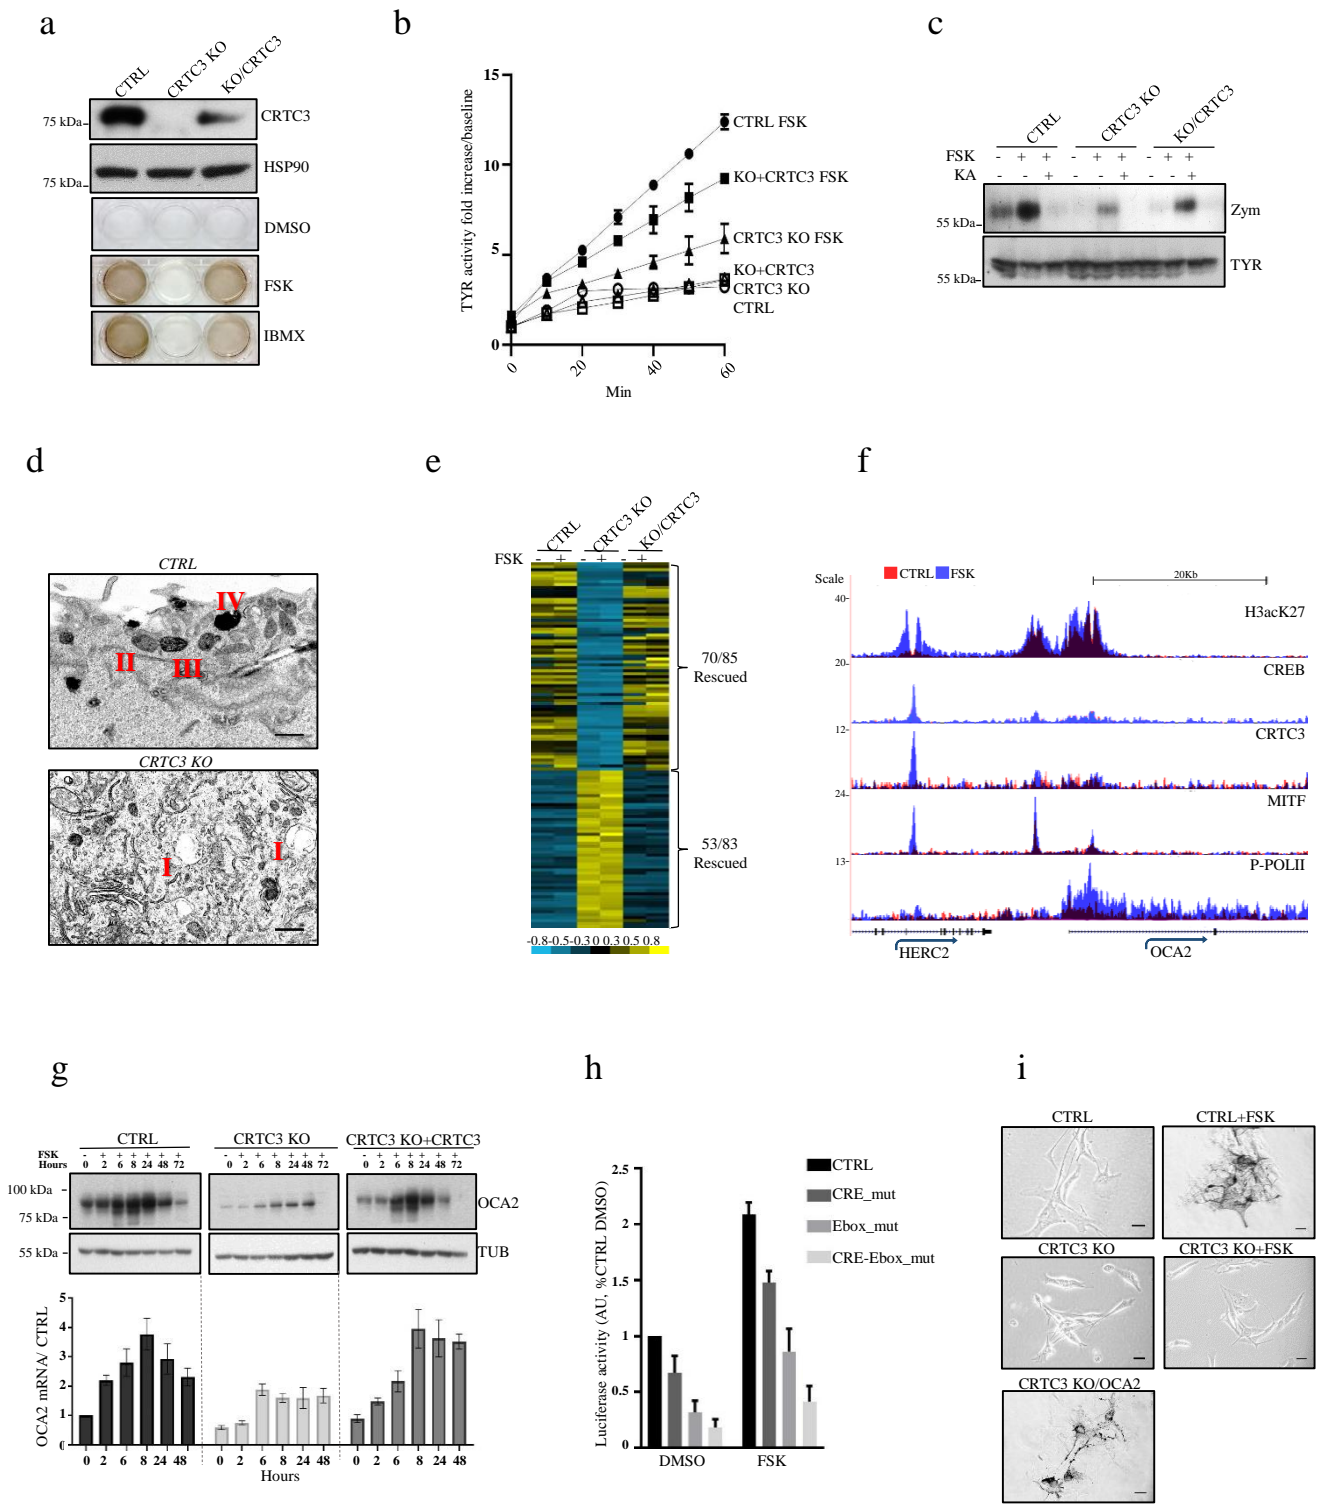 a
CTRL
CRTC3 KO
KO/CRTC3
75 kDa
CRTC3
HSP90
75 kDa
DMSO
FSK
IBMX
b
TYR activity fold increase/baseline
15
10
5
0
0
20
40
60
Min
CTRL FSK
KO+CRTC3 FSK
CRTC3 KO FSK
KO+CRTC3
CRTC3 KO
CTRL
c
CTRL
CRTC3 KO
KO/CRTC3
FSK - + + - + + - + +
KA - - + - - + - - +
55 kDa
Zym
55 kDa
TYR
d
CTRL
IV
II
III
CRTC3 KO
I
I
e
CTRL
CRTC3 KO
KO/CRTC3
FSK - + - + - +
70/85
Rescued
53/83
Rescued
-0.8-0.5-0.3 0 0.3 0.5 0.8
f
Scale
CTRL FSK
20Kb
40
H3acK27
20
CREB
12
CRTC3
24
MITF
13
P-POLII
HERC2
OCA2
g
CTRL
CRTC3 KO
CRTC3 KO+CRTC3
FSK - + + + + + + - + + + + + + - + + + + + +
Hours 0 2 6 8 24 48 72 0 2 6 8 24 48 72 0 2 6 8 24 48 72
100 kDa
75 kDa
OCA2
55 kDa
TUB
OCA2 mRNA/ CTRL
5
4
3
2
1
0
0 2 6 8 24 48 0 2 6 8 24 48 0 2 6 8 24 48
Hours
h
Luciferase activity (AU, %CTRL DMSO)
2.5
2
1.5
1
0.5
0
DMSO
FSK
CTRL
CRE_mut
Ebox_mut
CRE-Ebox_mut
i
CTRL
CTRL+FSK
CRTC3 KO
CRTC3 KO+FSK
CRTC3 KO/OCA2